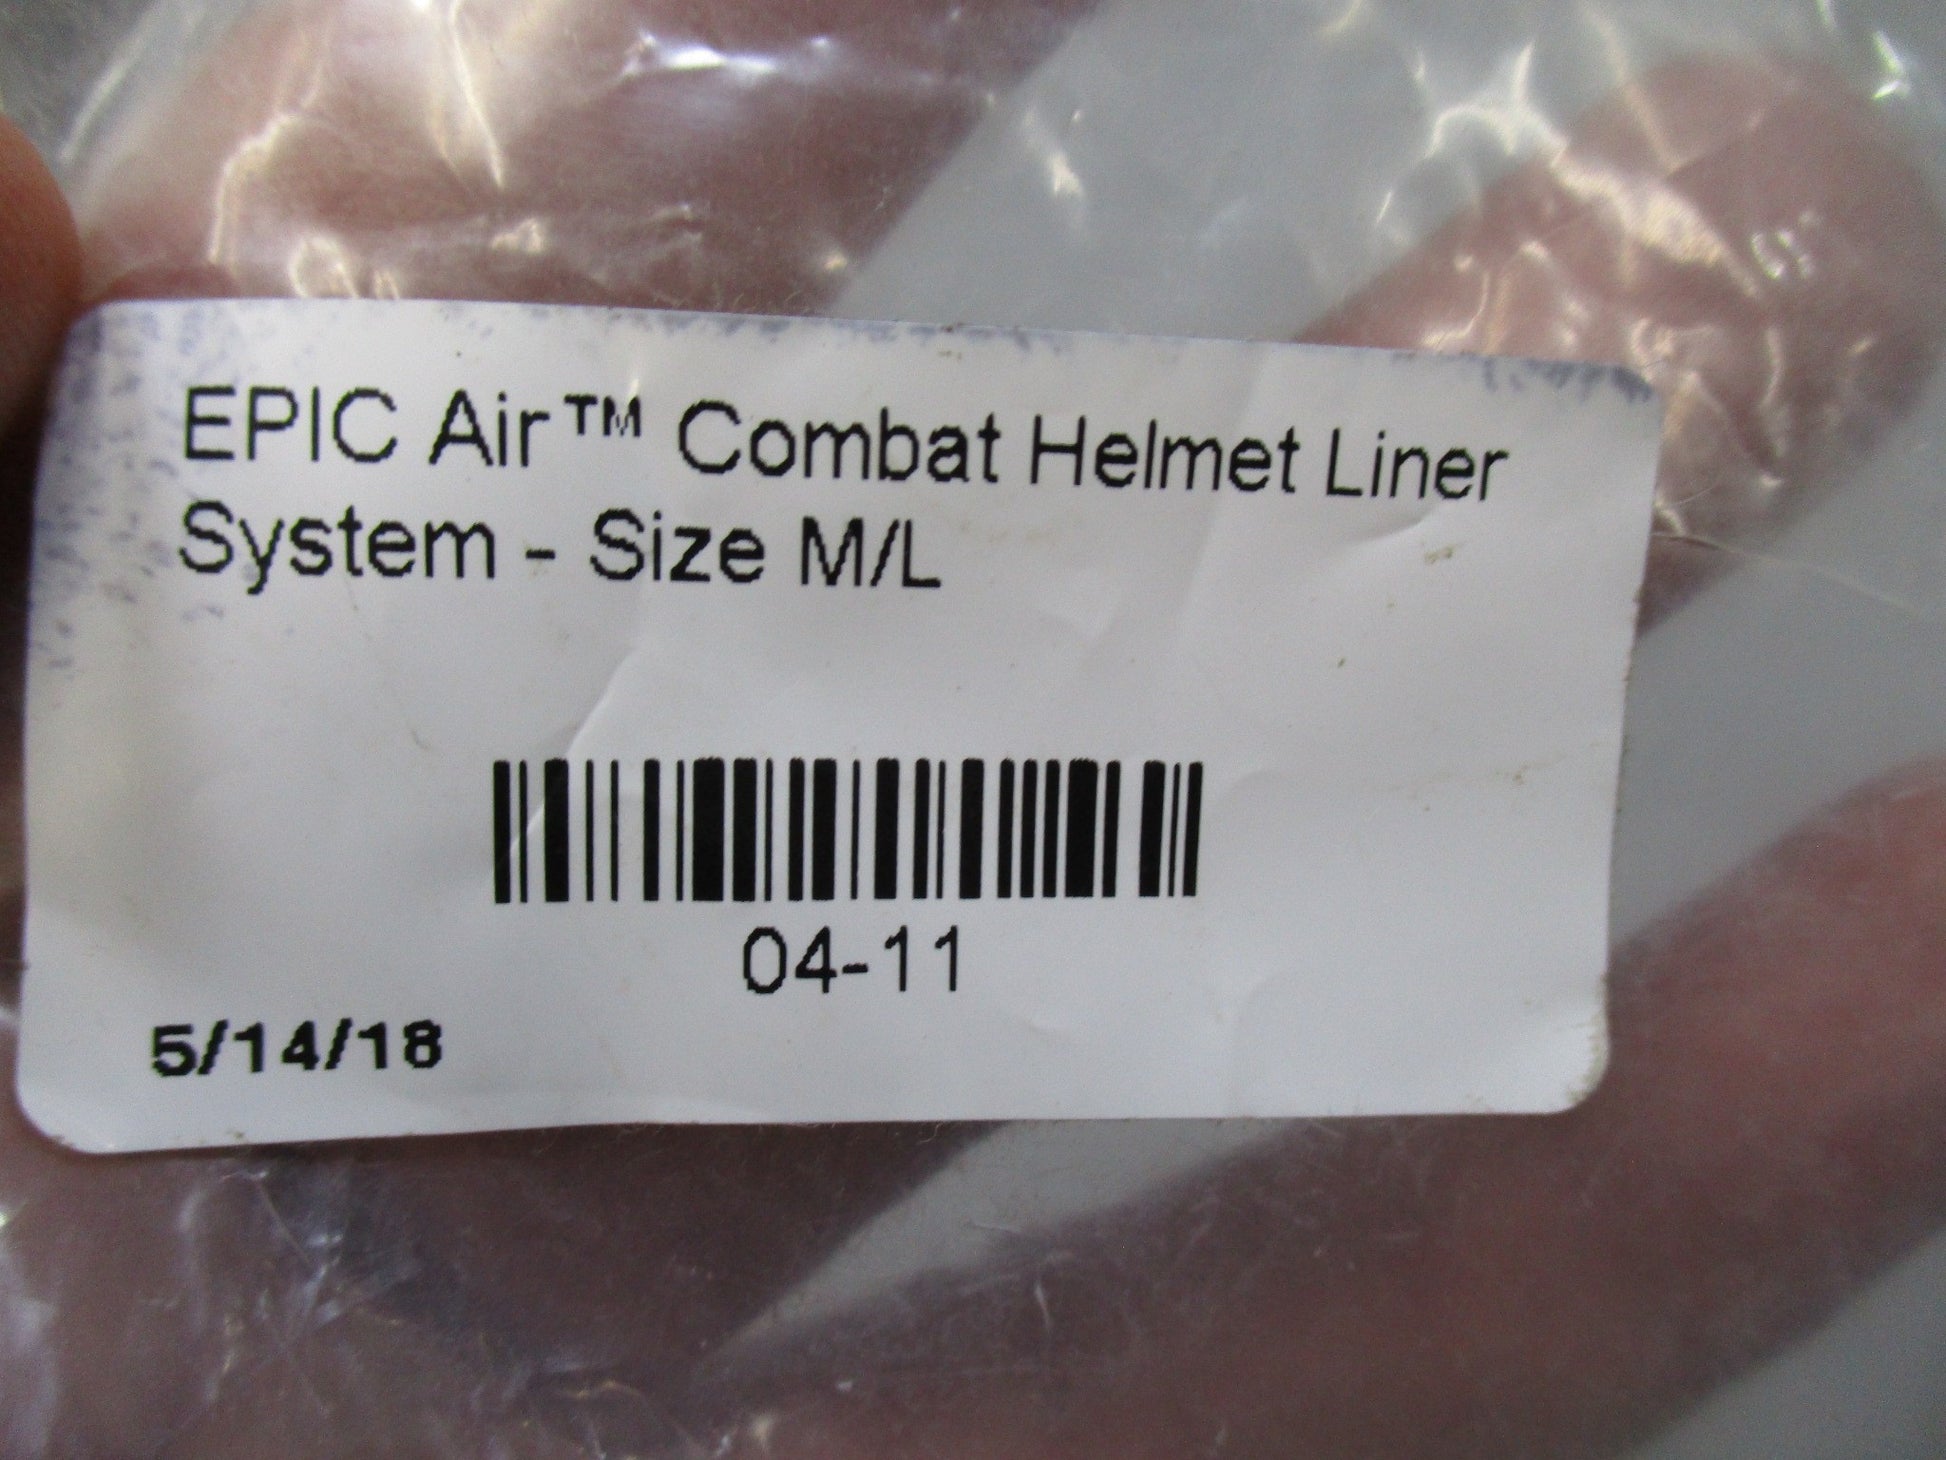 EPIC Air™ Combat Helmet Liner
System - Size M/L
04-11
5/14/18